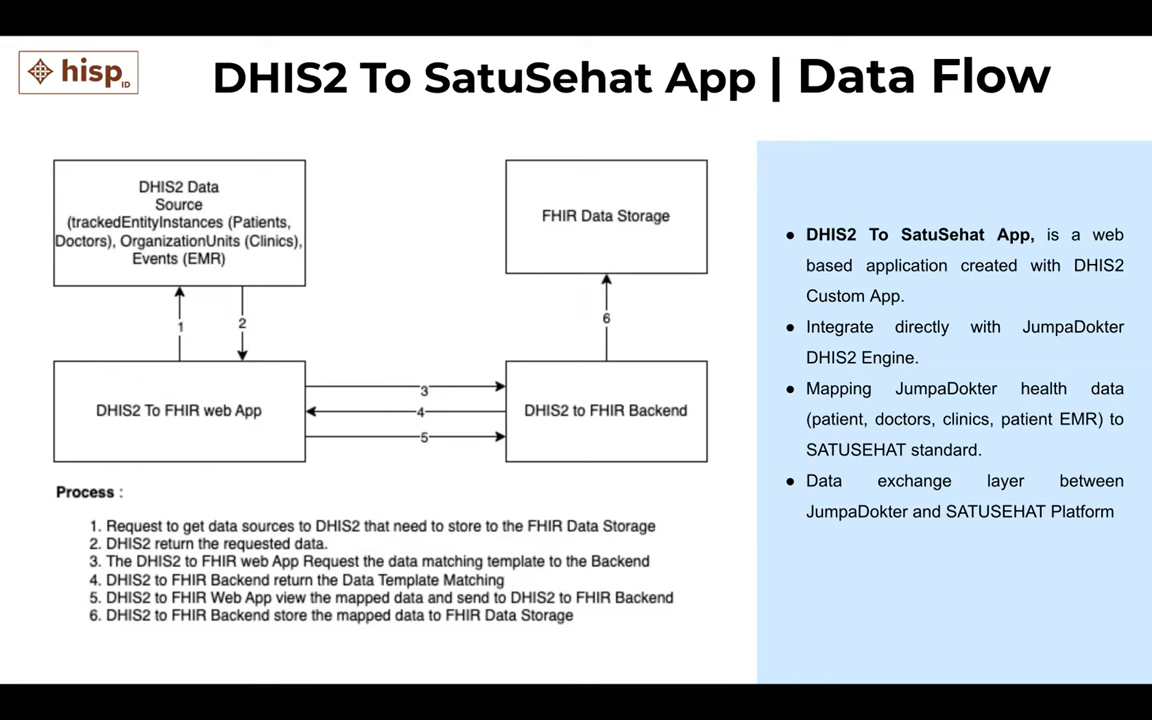 hisp ID
DHIS2 To SatuSehat App | Data Flow
DHIS2 Data
Source
(trackedEntityInstances (Patients,
Doctors), OrganizationUnits (Clinics),
Events (EMR)
FHIR Data Storage
1
2
6
DHIS2 To FHIR web App
3
4
5
DHIS2 to FHIR Backend
Process :
1. Request to get data sources to DHIS2 that need to store to the FHIR Data Storage
2. DHIS2 return the requested data.
3. The DHIS2 to FHIR web App Request the data matching template to the Backend
4. DHIS2 to FHIR Backend return the Data Template Matching
5. DHIS2 to FHIR Web App view the mapped data and send to DHIS2 to FHIR Backend
6. DHIS2 to FHIR Backend store the mapped data to FHIR Data Storage
● DHIS2 To SatuSehat App, is a web
based application created with DHIS2
Custom App.
● Integrate directly with JumpaDokter
DHIS2 Engine.
● Mapping JumpaDokter health data
(patient, doctors, clinics, patient EMR) to
SATUSEHAT standard.
● Data exchange layer between
JumpaDokter and SATUSEHAT Platform